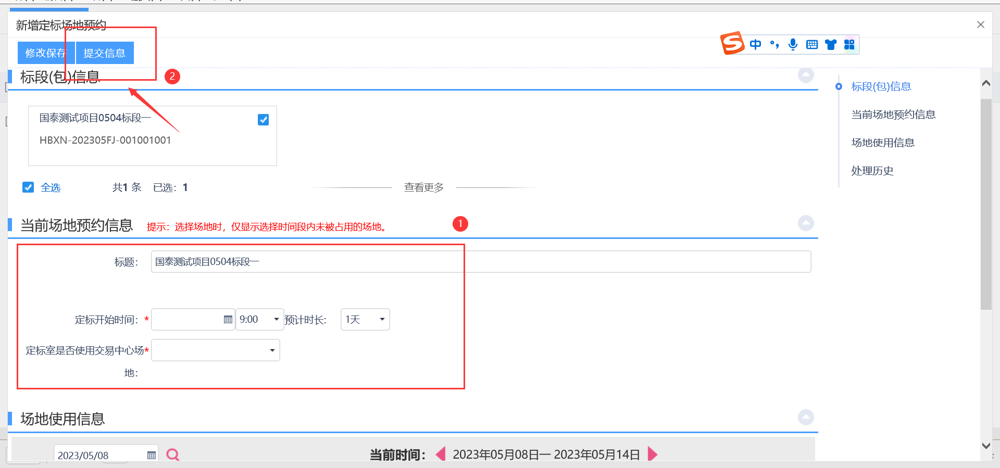 新增定标场地预约
修改保存 提交信息
中
标段(包)信息
2
标段(包)信息
当前场地预约信息
场地使用信息
处理历史
国泰测试项目0504标段一
HBXN-202305FJ-001001001
全选 共1 条 已选：1 查看更多
当前场地预约信息 提示：选择场地时，仅显示选择时间段内未被占用的场地。
1
标题： 国泰测试项目0504标段一
定标开始时间：* 9:00 预计时长: 1天
定标室是否使用交易中心场*
地：
场地使用信息
2023/05/08 当前时间： 2023年05月08日一 2023年05月14日